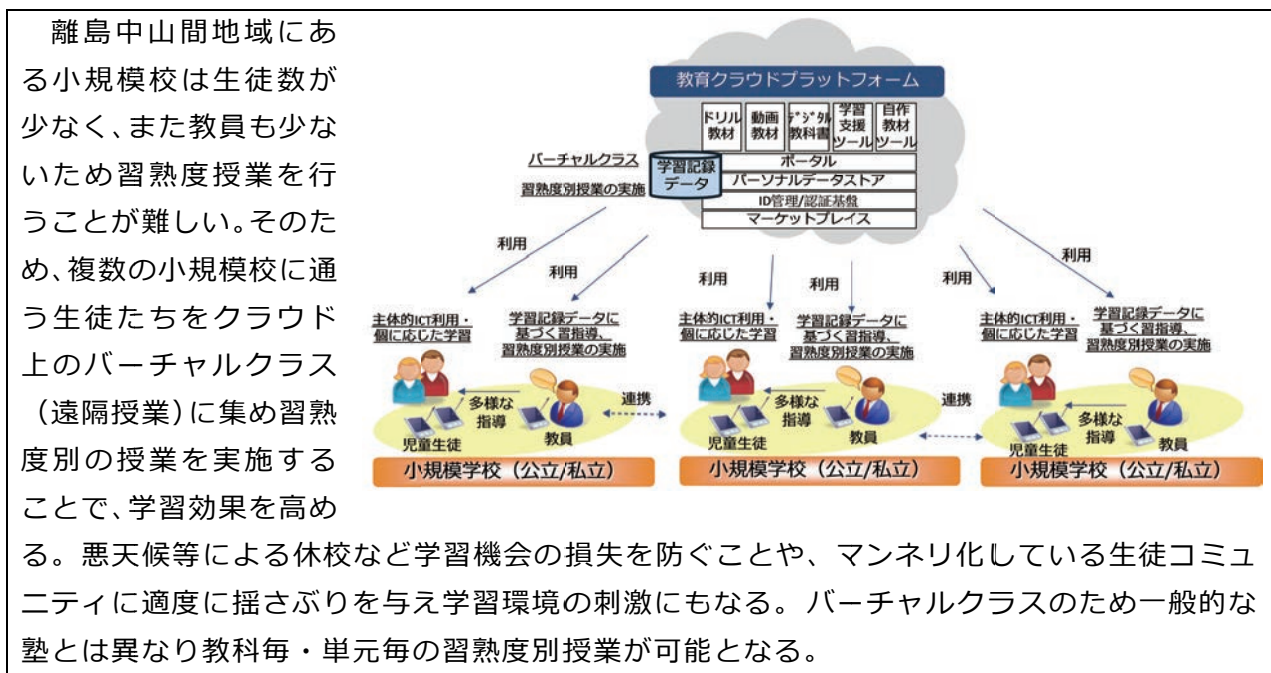 離島中山間地域にあ
る小規模校は生徒数が
少なく、また教員も少な
いため習熟度授業を行
うことが難しい。そのた
め、複数の小規模校に通
う生徒たちをクラウド
上のバーチャルクラス
（遠隔授業）に集め習熟
度別の授業を実施する
ことで、学習効果を高め
る。悪天候等による休校など学習機会の損失を防ぐことや、マンネリ化している生徒コミュ
ニティに適度に揺さぶりを与え学習環境の刺激にもなる。バーチャルクラスのため一般的な
塾とは異なり教科毎・単元毎の習熟度別授業が可能となる。
教育クラウドプラットフォーム
ドリル
教材
動画
教材
デジタル
教科書
学習
支援
ツール
自作
教材
ツール
バーチャルクラス
習熟度別授業の実施
学習記録
データ
ポータル
パーソナルデータストア
ID管理/認証基盤
マーケットプレイス
利用
利用
利用
利用
利用
利用
主体的ICT利用・
個に応じた学習
学習記録データに
基づく習指導、
習熟度別授業の実施
主体的ICT利用・
個に応じた学習
学習記録データに
基づく習指導、
習熟度別授業の実施
主体的ICT利用・
個に応じた学習
学習記録データに
基づく習指導、
習熟度別授業の実施
多様な
指導
児童生徒
教員
連携
多様な
指導
児童生徒
教員
連携
多様な
指導
児童生徒
教員
小規模学校（公立/私立）
小規模学校（公立/私立）
小規模学校（公立/私立）